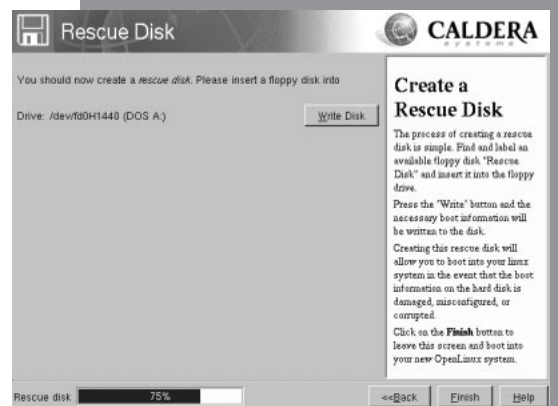 Rescue Disk
CALDERA
systems
You should now create a rescue disk. Please insert a floppy disk into
Drive: /dev/fd0H1440 (DOS A:)
Write Disk
Create a
Rescue Disk
The process of creating a rescue
disk is simple. Find and label an
available floppy disk "Rescue
Disk" and insert it into the floppy
drive.
Press the "Write" button and the
necessary boot information will
be written to the disk.
Creating this rescue disk will
allow you to boot into your linux
system in the event that the boot
information on the hard disk is
damaged, misconfigured, or
corrupted.
Click on the Finish button to
leave this screen and boot into
your new OpenLinux system.
Rescue disk
75%
<<Back
Finish
Help